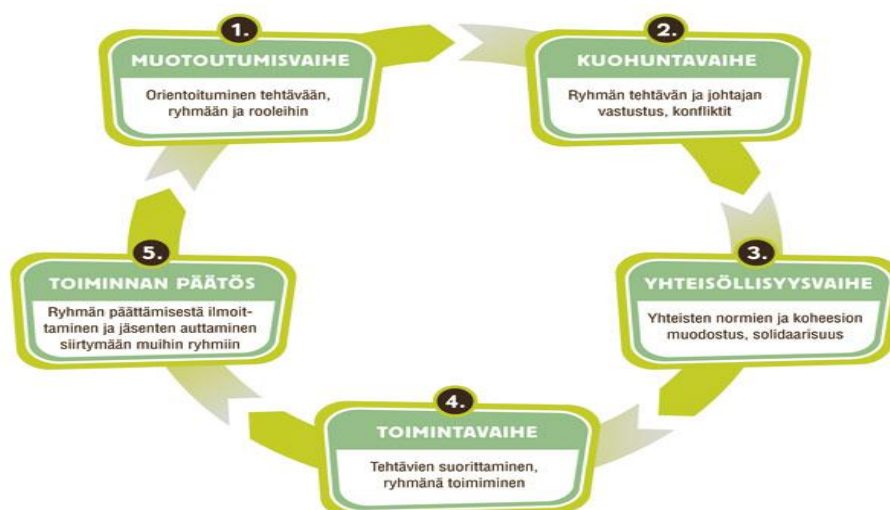 1.
MUOTOUTUMISVAIHE
Orientoituminen tehtävään,
ryhmään ja rooleihin
2.
KUOHUNTAVAIHE
Ryhmän tehtävän ja johtajan
vastustus, konfliktit
3.
YHTEISÖLLISYYSVAIHE
Yhteisten normien ja koheesion
muodostus, solidaarisuus
4.
TOIMINTAVAIHE
Tehtävien suorittaminen,
ryhmänä toimiminen
5.
TOIMINNAN PÄÄTÖS
Ryhmän päättämisestä ilmoit-
taminen ja jäsenten auttaminen
siirtymään muihin ryhmiin